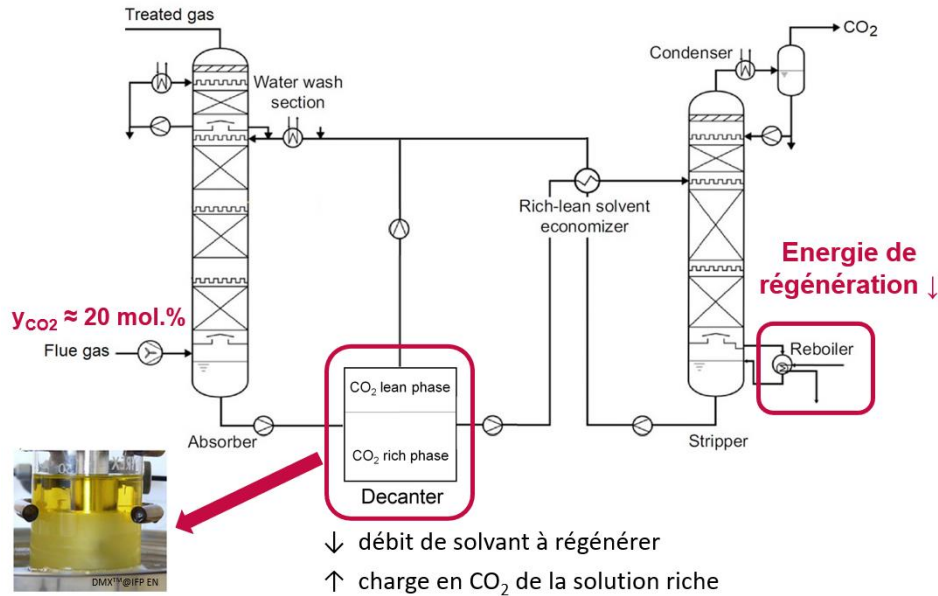 Treated gas
CO₂
Condenser
Water wash
section
Rich-lean solvent
economizer
Energie de
régénération ↓
y_CO2 ≈ 20 mol.%
Flue gas
Reboiler
CO₂ lean phase
CO₂ rich phase
Absorber
Stripper
Decanter
DMX™@IFP EN
↓ débit de solvant à régénérer
↑ charge en CO₂ de la solution riche